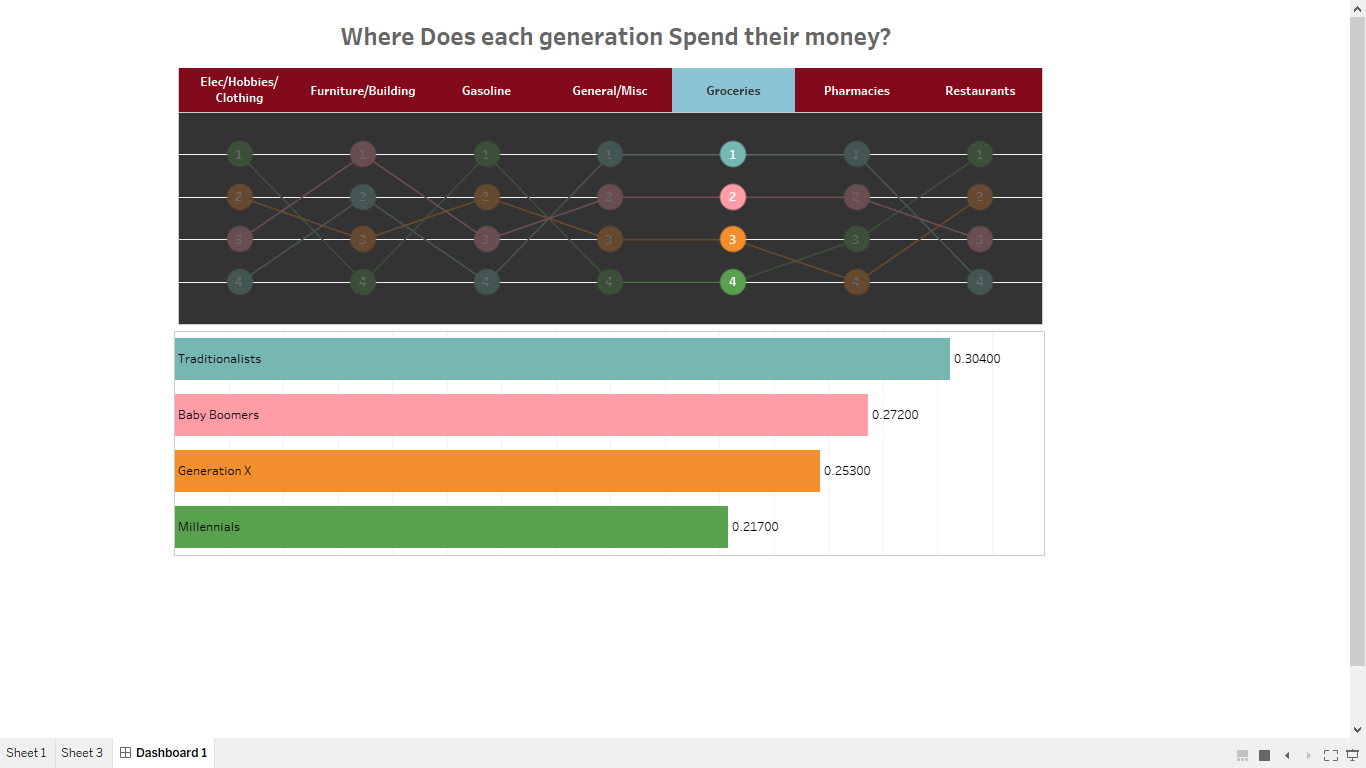 Where Does each generation Spend their money?
Elec/Hobbies/
Clothing
Furniture/Building
Gasoline
General/Misc
Groceries
Pharmacies
Restaurants
1 1 1 1 1 1 1
2 2 2 2 2 2 2
3 3 3 3 3 3 3
4 4 4 4 4 4 4
Traditionalists 0.30400
Baby Boomers 0.27200
Generation X 0.25300
Millennials 0.21700
Sheet 1 Sheet 3 Dashboard 1